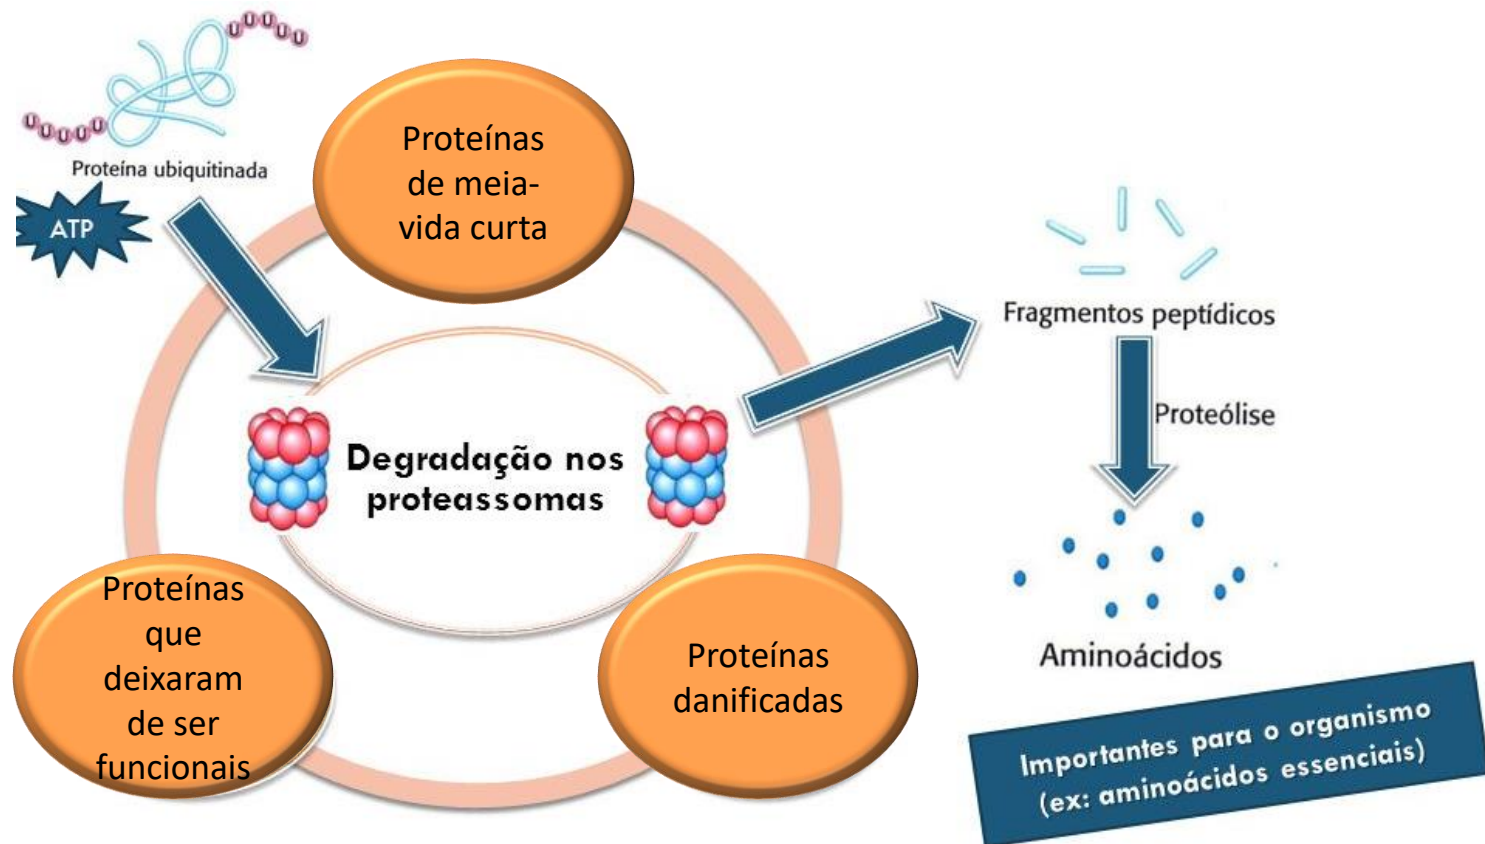 U U U U U
U U U U U
Proteína ubiquitinada
ATP
Proteínas
de meia-
vida curta
Degradação nos
proteassomas
Proteínas
que
deixaram
de ser
funcionais
Proteínas
danificadas
Fragmentos peptídicos
Proteólise
Aminoácidos
Importantes para o organismo
(ex: aminoácidos essenciais)